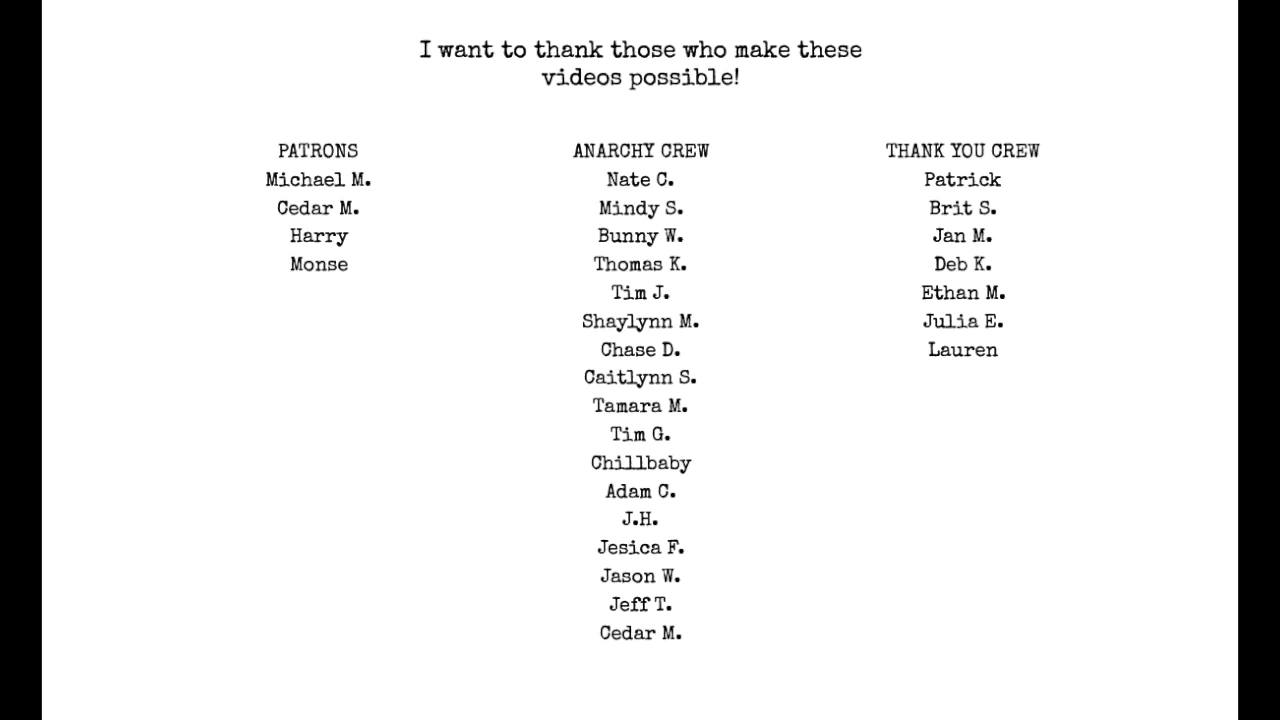 I want to thank those who make these
videos possible!
PATRONS
Michael M.
Cedar M.
Harry
Monse
ANARCHY CREW
Nate C.
Mindy S.
Bunny W.
Thomas K.
Tim J.
Shaylynn M.
Chase D.
Caitlynn S.
Tamara M.
Tim G.
Chillbaby
Adam C.
J.H.
Jesica F.
Jason W.
Jeff T.
Cedar M.
THANK YOU CREW
Patrick
Brit S.
Jan M.
Deb K.
Ethan M.
Julia E.
Lauren